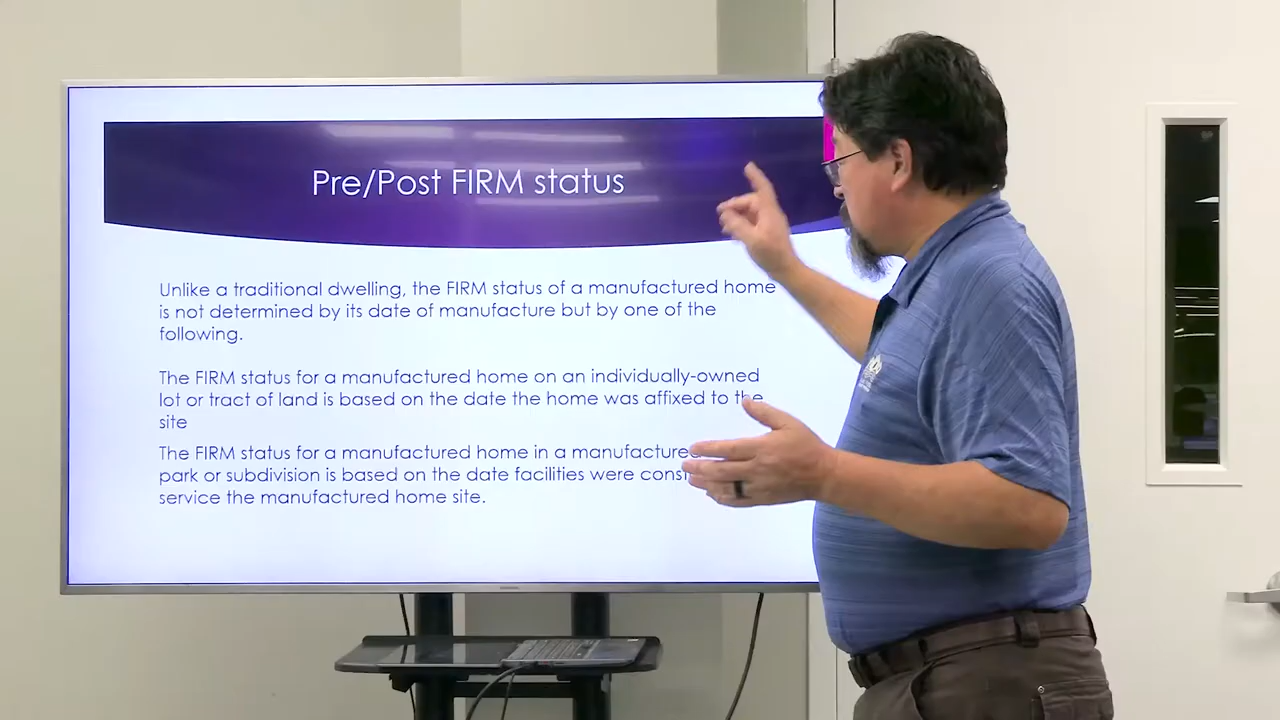 Pre/Post FIRM status
Unlike a traditional dwelling, the FIRM status of a manufactured home
is not determined by its date of manufacture but by one of the
following.
The FIRM status for a manufactured home on an individually-owned
lot or tract of land is based on the date the home was affixed to the
site
The FIRM status for a manufactured home in a manufactured
park or subdivision is based on the date facilities were
service the manufactured home site.